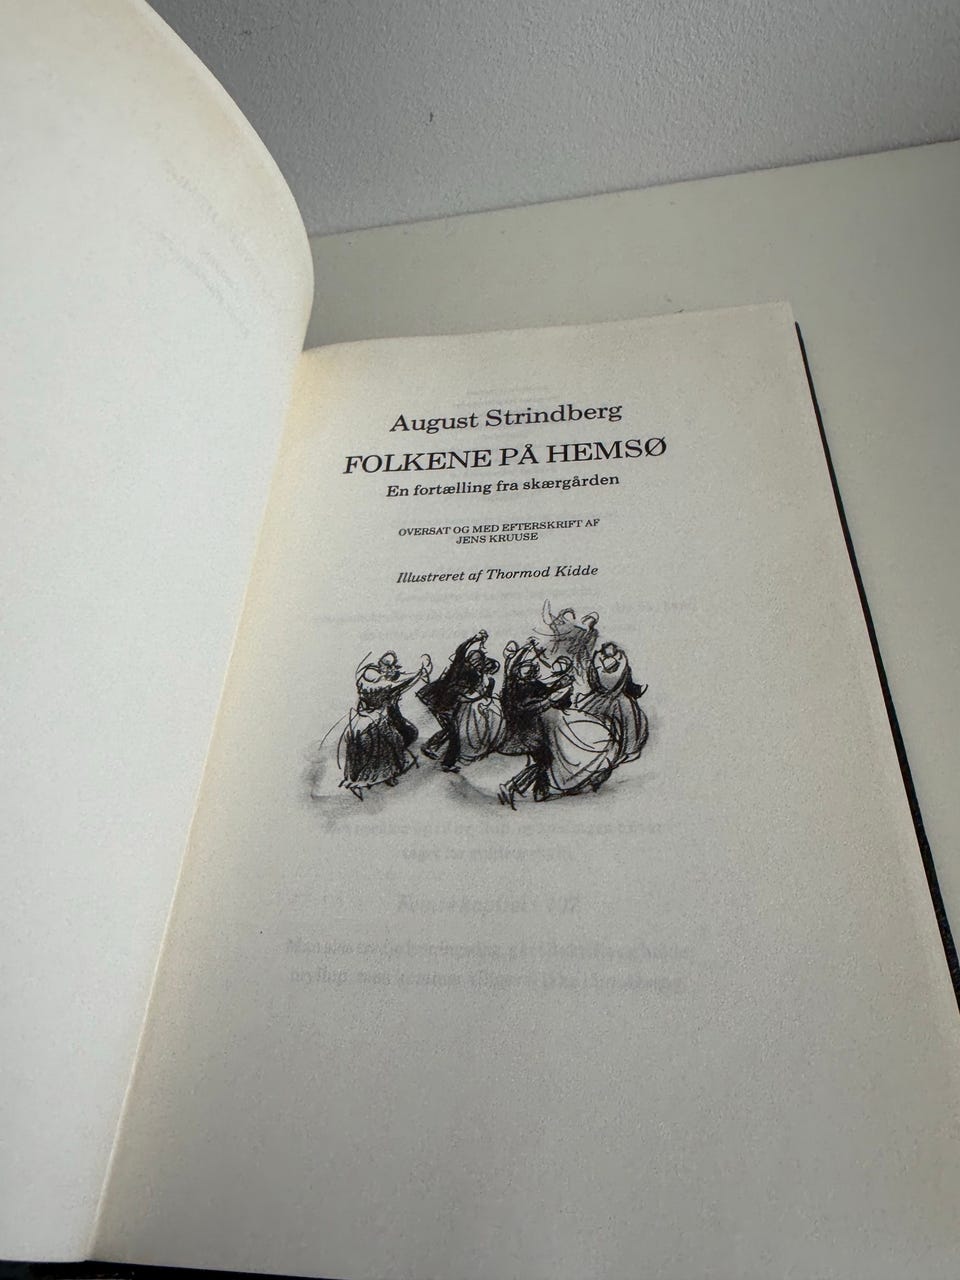 August Strindberg
FOLKENE PÅ HEMSØ
En fortælling fra skærgården
OVERSAT OG MED EFTERSKRIFT AF
JENS KRUUSE
Illustreret af Thormod Kidde